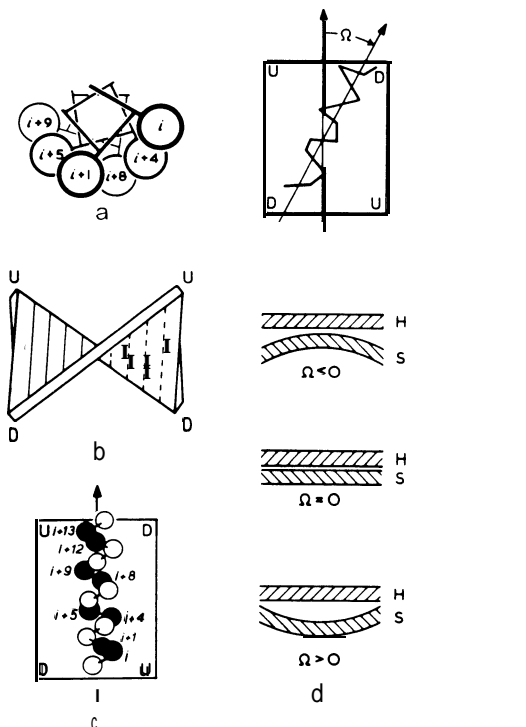 i+9
i
i+5
i+4
i+1
i+8
a
Ω
U
D
D
U
U
U
I
I
I
I
I
D
D
b
H
S
Ω<0
H
S
Ω=0
H
S
Ω>0
d
U
i+13
D
i+12
i+9
i+8
i+5
i+4
i+1
i
D
U
I
c